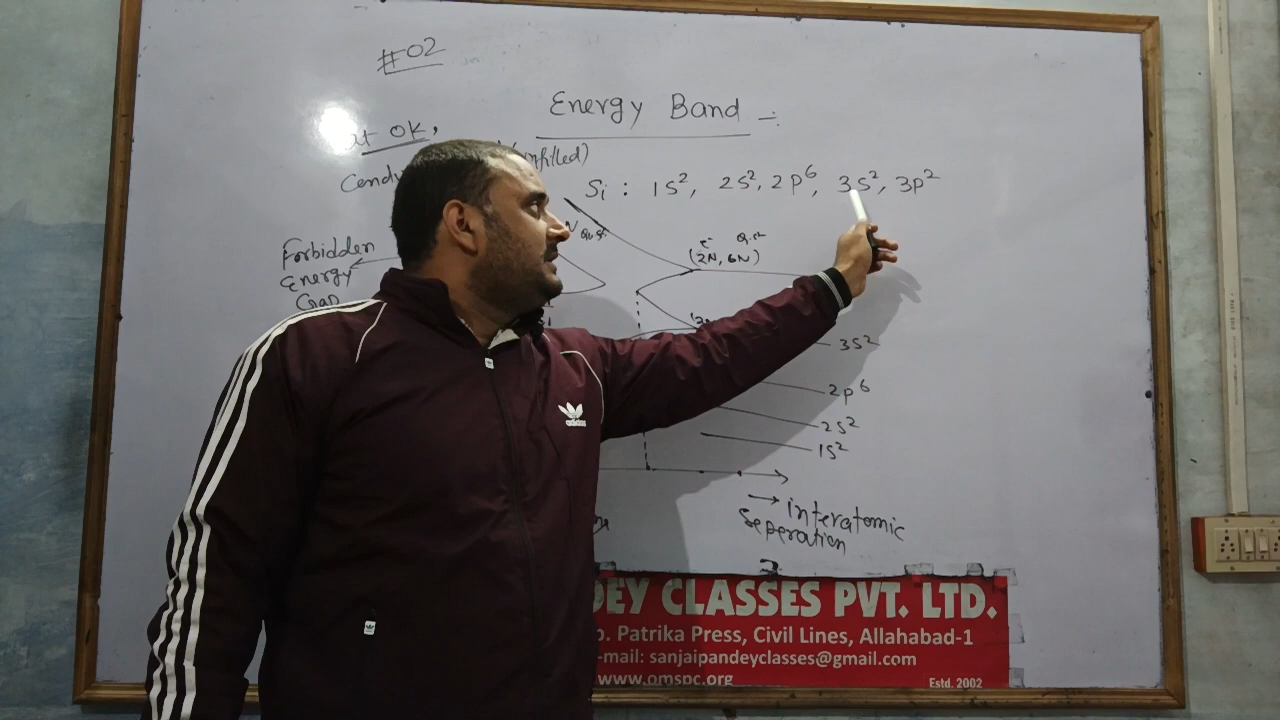 #02
Energy Band ÷
at OK,
(unfilled)
Si : 1S², 2S², 2P⁶, 3S², 3P²
Forbidden
Energy
Gap
e⁻
(2N, 6N)
3S²
2P⁶
2S²
1S²
→ interatomic
Seperation
adidas
DEY CLASSES PVT. LTD.
p. Patrika Press, Civil Lines, Allahabad-1
-mail: sanjaipandeyclasses@gmail.com
www.omspc.org
Estd. 2002